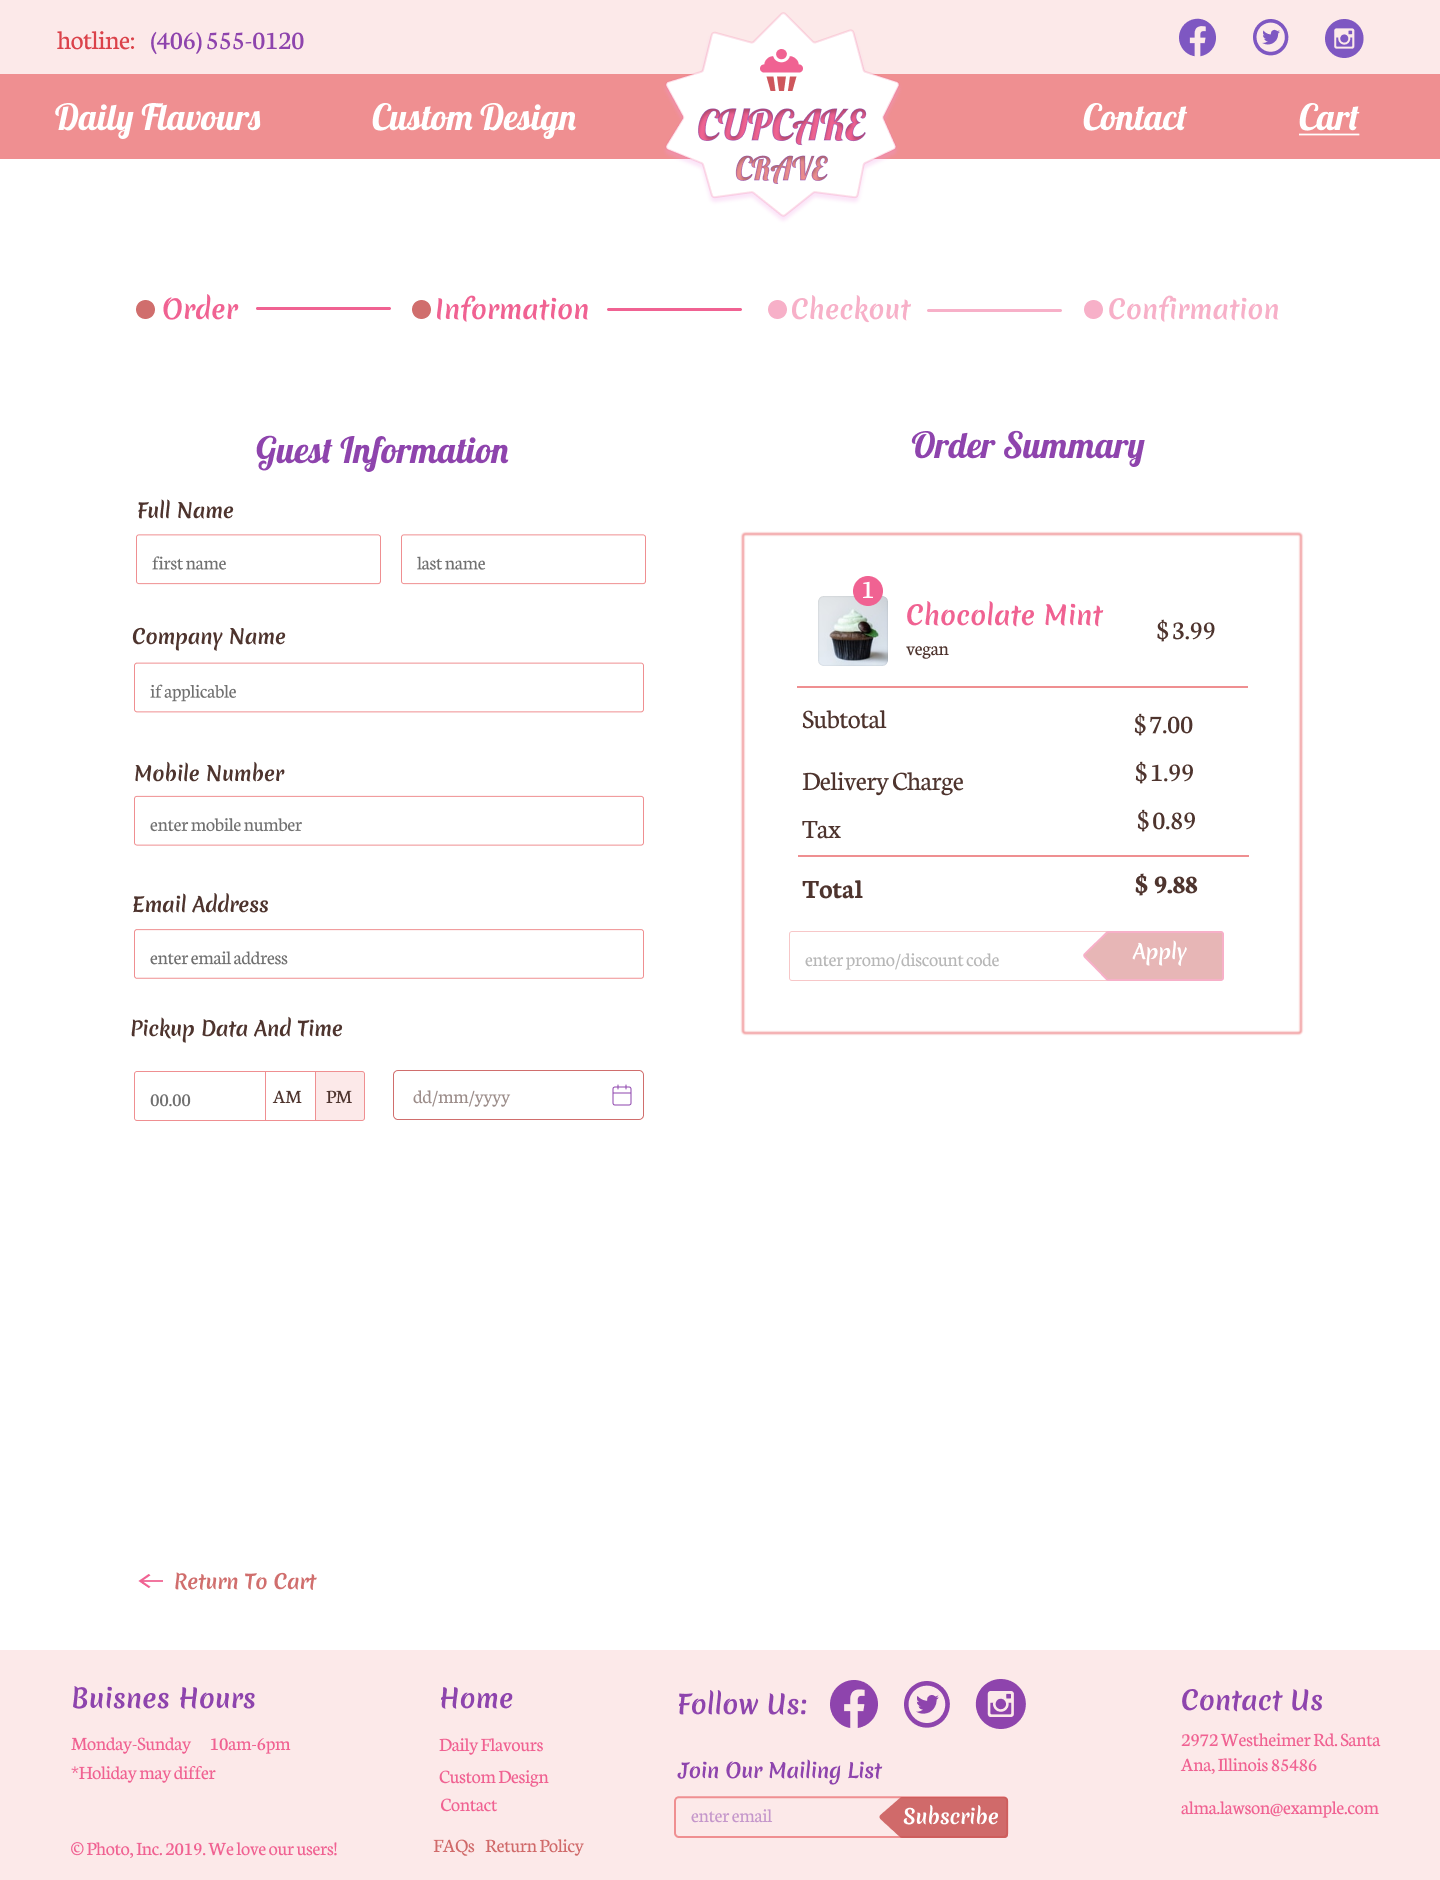 hotline: (406) 555-0120
Daily Flavours
Custom Design
CUPCAKE
CRAVE
Contact
Cart
Order
Information
Checkout
Confirmation
Guest Information
Full Name
first name
last name
Company Name
if applicable
Mobile Number
enter mobile number
Email Address
enter email address
Pickup Data And Time
00.00
AM
PM
dd/mm/yyyy
Order Summary
1
Chocolate Mint
vegan
$ 3.99
Subtotal
$ 7.00
Delivery Charge
$ 1.99
Tax
$ 0.89
Total
$ 9.88
enter promo/discount code
Apply
Return To Cart
Buisnes Hours
Monday-Sunday 10am-6pm
*Holiday may differ
© Photo, Inc. 2019. We love our users!
Home
Daily Flavours
Custom Design
Contact
FAQs Return Policy
Follow Us:
Join Our Mailing List
enter email
Subscribe
Contact Us
2972 Westheimer Rd. Santa
Ana, Illinois 85486
alma.lawson@example.com